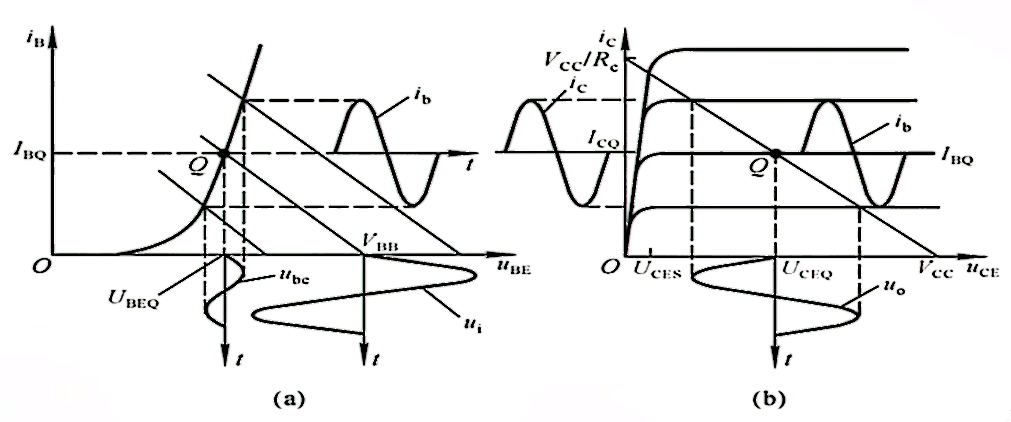 i_B
i_b
I_BQ
Q
t
O
V_BB
u_BE
U_BEQ
u_be
u_i
t
t
(a)
i_C
V_CC/R_c
i_C
i_b
I_CQ
Q
I_BQ
O
U_CES
U_CEQ
V_CC
u_CE
u_o
t
(b)